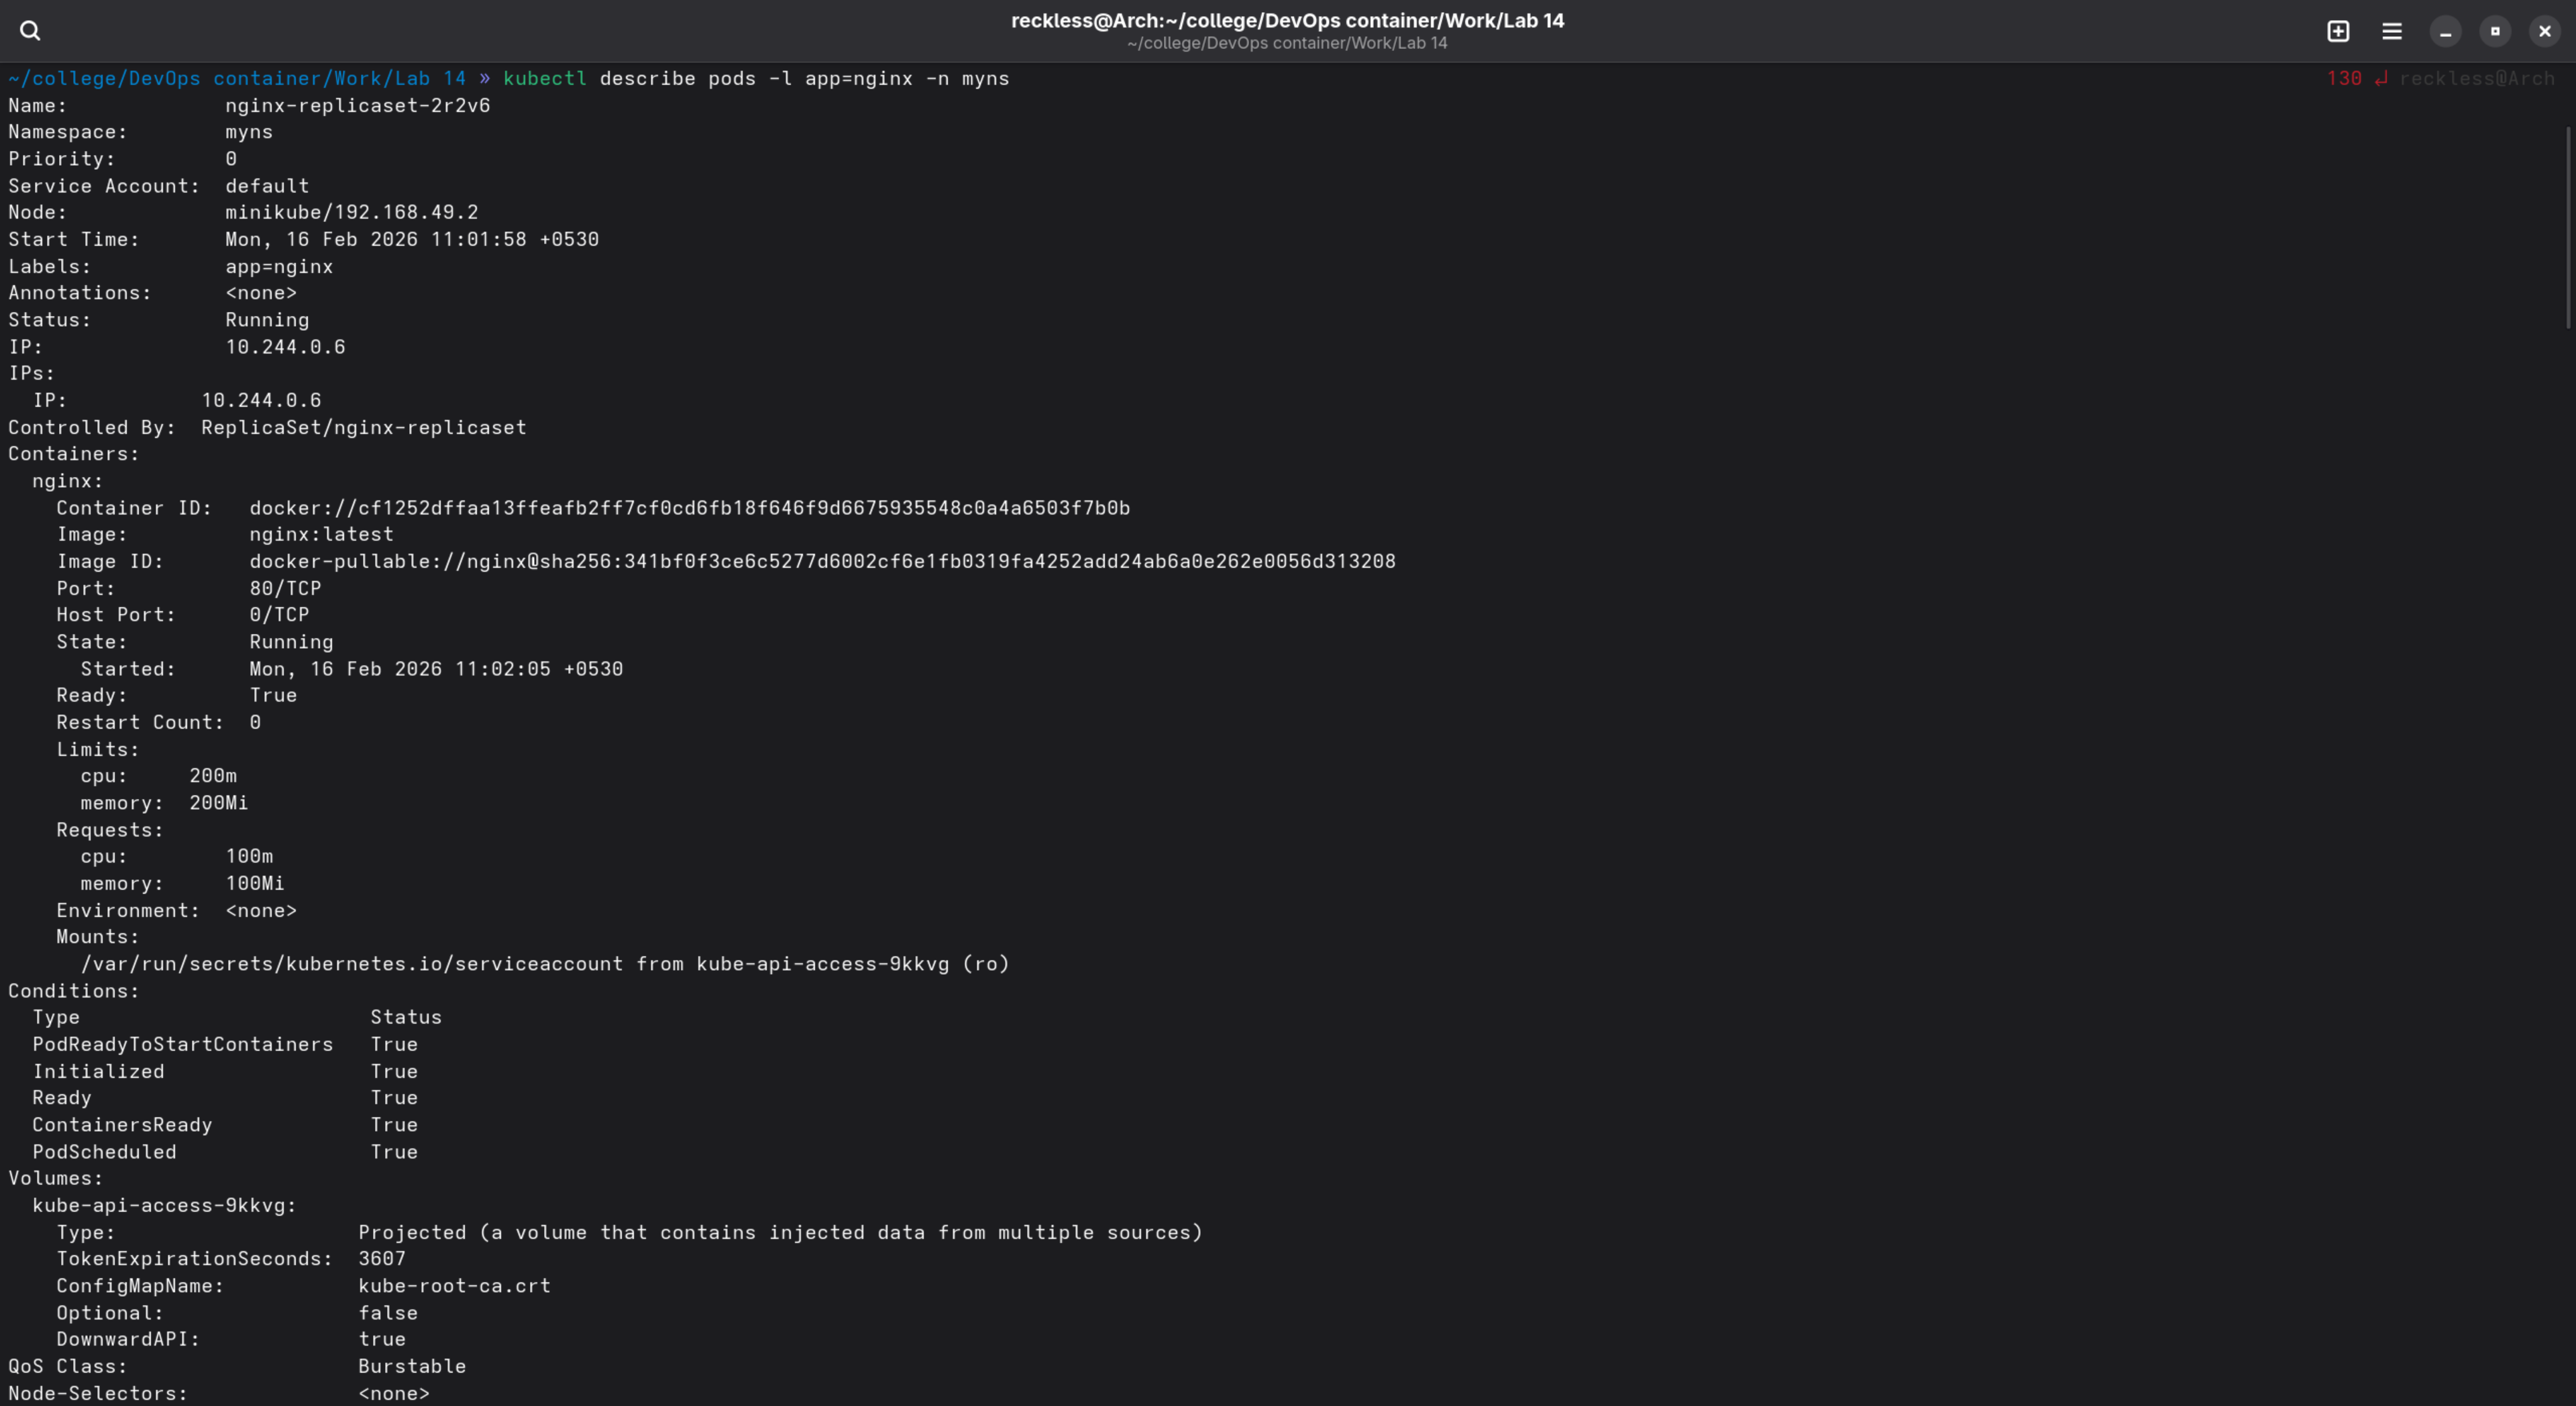 reckless@Arch:~/college/DevOps container/Work/Lab 14
~/college/DevOps container/Work/Lab 14
~/college/DevOps container/Work/Lab 14 » kubectl describe pods -l app=nginx -n myns 130 ↵ reckless@Arch
Name: nginx-replicaset-2r2v6
Namespace: myns
Priority: 0
Service Account: default
Node: minikube/192.168.49.2
Start Time: Mon, 16 Feb 2026 11:01:58 +0530
Labels: app=nginx
Annotations: <none>
Status: Running
IP: 10.244.0.6
IPs:
IP: 10.244.0.6
Controlled By: ReplicaSet/nginx-replicaset
Containers:
nginx:
Container ID: docker://cf1252dffaa13ffeafb2ff7cf0cd6fb18f646f9d6675935548c0a4a6503f7b0b
Image: nginx:latest
Image ID: docker-pullable://nginx@sha256:341bf0f3ce6c5277d6002cf6e1fb0319fa4252add24ab6a0e262e0056d313208
Port: 80/TCP
Host Port: 0/TCP
State: Running
Started: Mon, 16 Feb 2026 11:02:05 +0530
Ready: True
Restart Count: 0
Limits:
cpu: 200m
memory: 200Mi
Requests:
cpu: 100m
memory: 100Mi
Environment: <none>
Mounts:
/var/run/secrets/kubernetes.io/serviceaccount from kube-api-access-9kkvg (ro)
Conditions:
Type Status
PodReadyToStartContainers True
Initialized True
Ready True
ContainersReady True
PodScheduled True
Volumes:
kube-api-access-9kkvg:
Type: Projected (a volume that contains injected data from multiple sources)
TokenExpirationSeconds: 3607
ConfigMapName: kube-root-ca.crt
Optional: false
DownwardAPI: true
QoS Class: Burstable
Node-Selectors: <none>